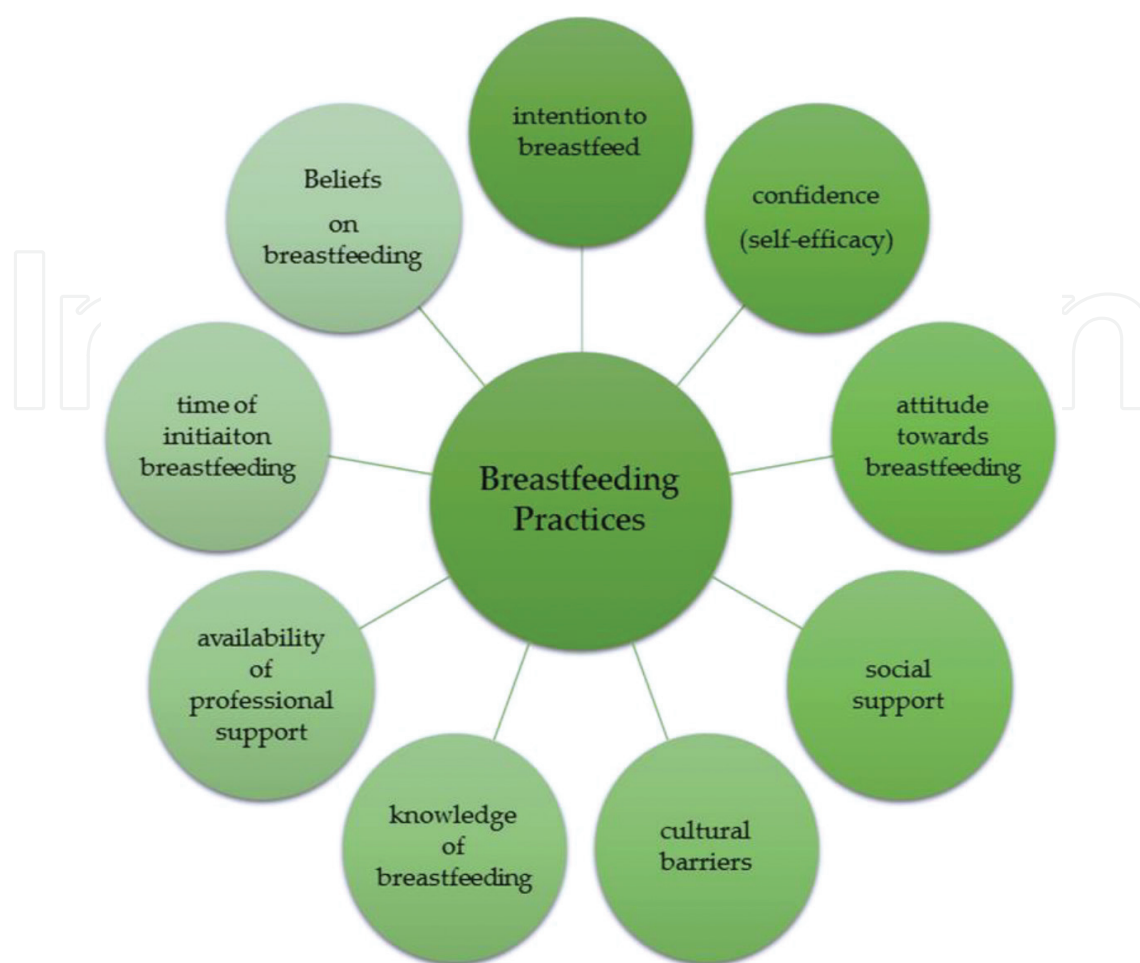 intention to
breastfeed
confidence
(self-efficacy)
attitude
towards
breastfeeding
social
support
cultural
barriers
knowledge
of
breastfeeding
availability
of
professional
support
time of
initiaiton
breastfeeding
Beliefs
on
breastfeeding
Breastfeeding
Practices